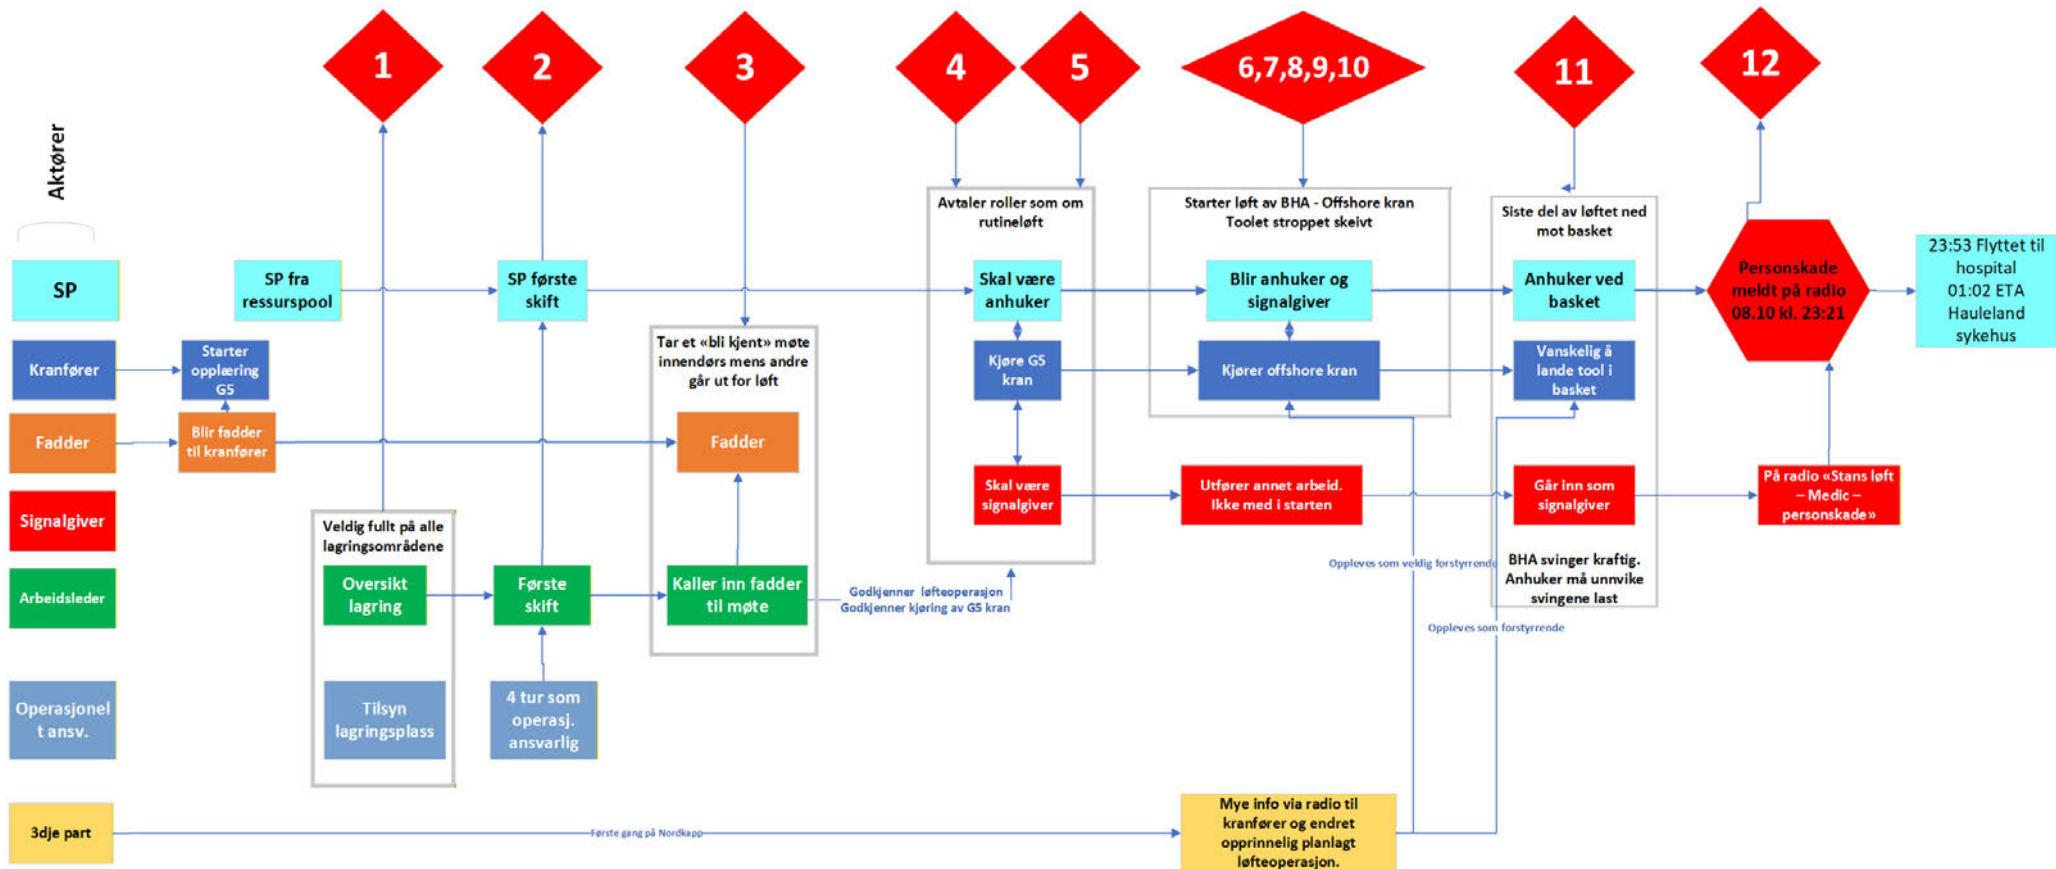 1
2
3
4
5
6,7,8,9,10
11
12
Aktører
SP
SP fra
ressurspool
SP første
skift
Avtaler roller som om
rutineløft
Skal være
anhuker
Starter løft av BHA - Offshore kran
Toolet stroppet skeivt
Blir anhuker og
signalgiver
Siste del av løftet ned
mot basket
Anhuker ved
basket
Personskade
meldt på radio
08.10 kl. 23:21
23:53 Flyttet til
hospital
01:02 ETA
Hauleland
sykehus
Kranfører
Starter
opplæring
G5
Tar et «bli kjent» møte
innendørs mens andre
går ut for løft
Kjøre G5
kran
Kjører offshore kran
Vanskelig å
lande tool i
basket
Fadder
Blir fadder
til kranfører
Fadder
Signalgiver
Skal være
signalgiver
Utfører annet arbeid.
Ikke med i starten
Går inn som
signalgiver
På radio «Stans løft
– Medic –
personskade»
Veldig fullt på alle
lagringsområdene
Arbeidsleder
Oversikt
lagring
Første
skift
Kaller inn fadder
til møte
Godkjenner løfteoperasjon
Godkjenner kjøring av G5 kran
Oppleves som veldig forstyrrende
BHA svinger kraftig.
Anhuker må unnvike
svingene last
Oppleves som forstyrrende
Operasjonel
t ansv.
Tilsyn
lagringsplass
4 tur som
operasj.
ansvarlig
3dje part
Første gang på Nordkapp
Mye info via radio til
kranfører og endret
opprinnelig planlagt
løfteoperasjon.